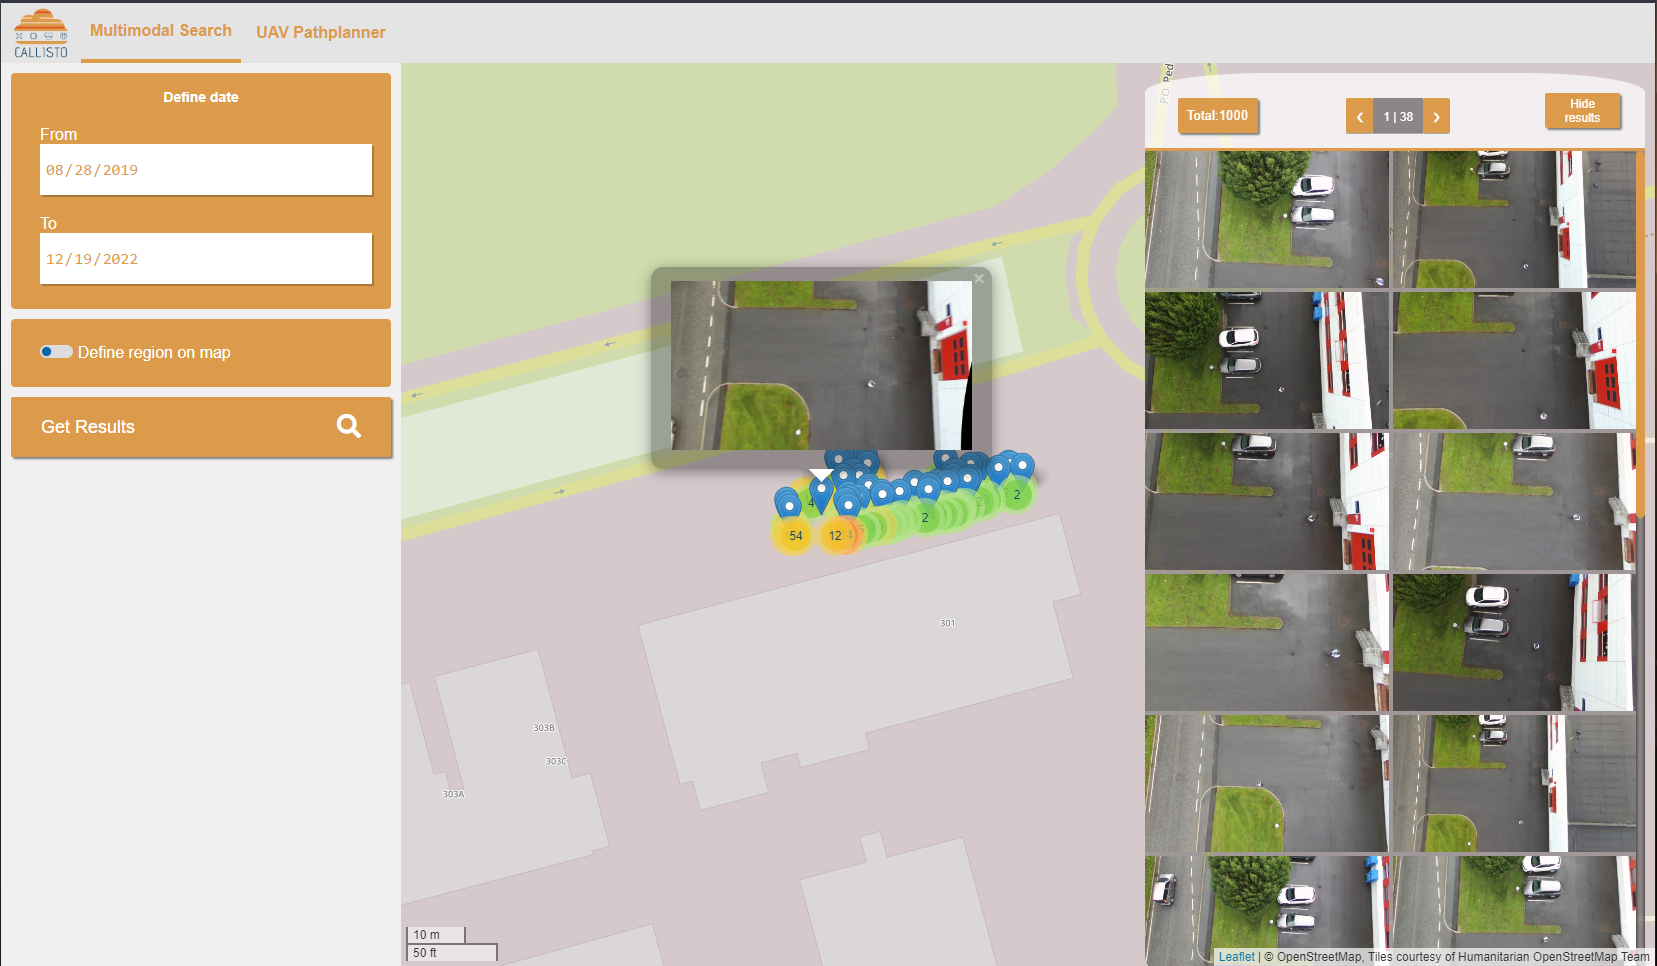 CALLISTO
Multimodal Search
UAV Pathplanner
Define date
From
08/28/2019
To
12/19/2022
Define region on map
Get Results
P.O. Ped
Total:1000
‹ 1 | 38 ›
Hide
results
×
4
2
2
54
12
301
303B
303C
303A
10 m
50 ft
Leaflet | © OpenStreetMap, Tiles courtesy of Humanitarian OpenStreetMap Team